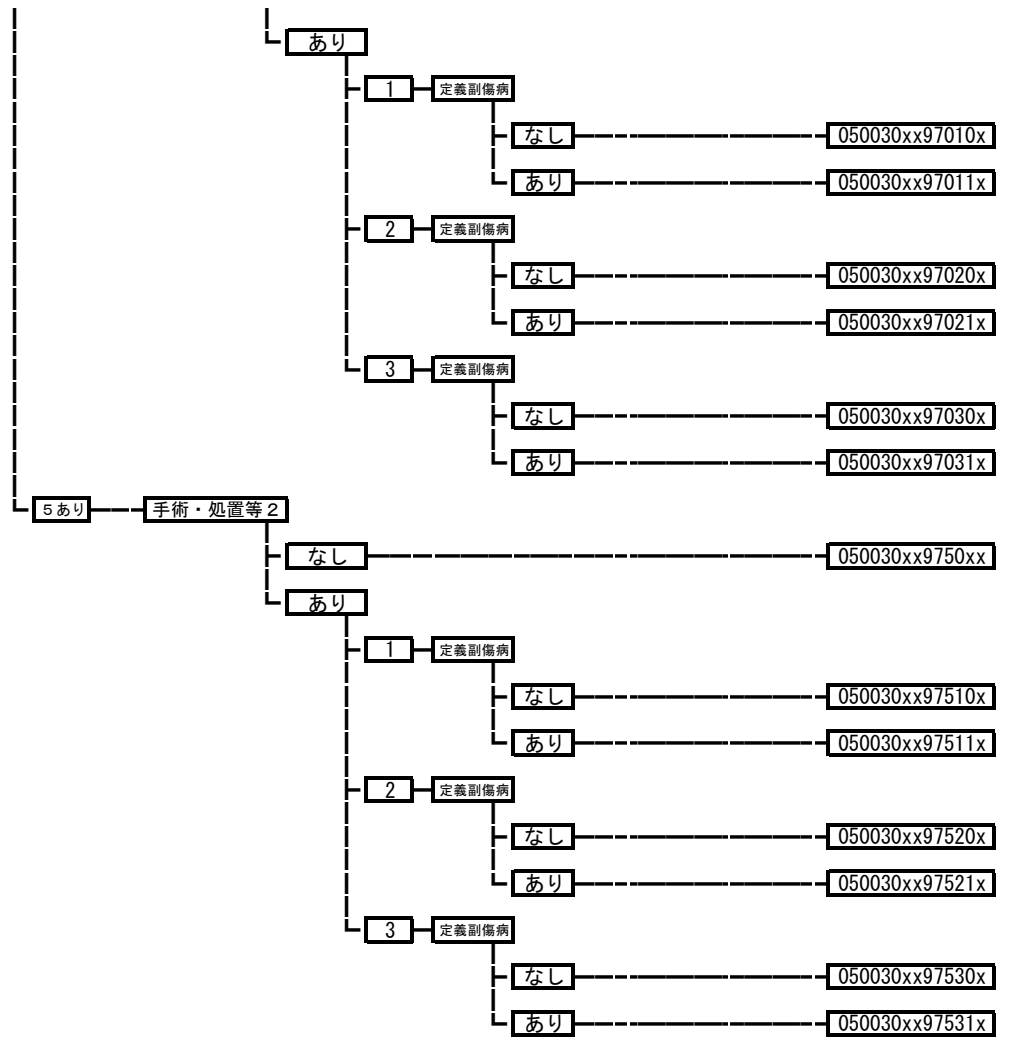 あり
1 定義副傷病
なし 050030xx97010x
あり 050030xx97011x
2 定義副傷病
なし 050030xx97020x
あり 050030xx97021x
3 定義副傷病
なし 050030xx97030x
あり 050030xx97031x
５あり 手術・処置等２
なし 050030xx9750xx
あり
1 定義副傷病
なし 050030xx97510x
あり 050030xx97511x
2 定義副傷病
なし 050030xx97520x
あり 050030xx97521x
3 定義副傷病
なし 050030xx97530x
あり 050030xx97531x